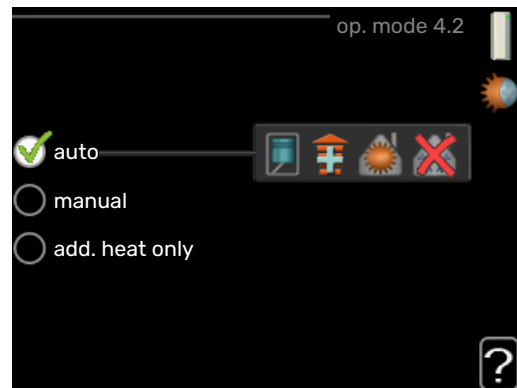 op. mode 4.2
auto
manual
add. heat only
?